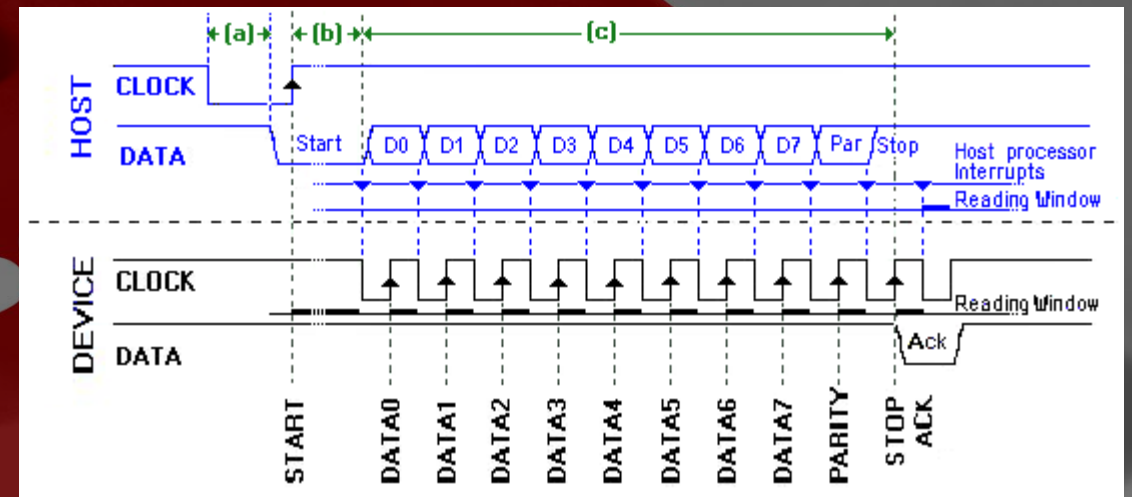 (a) (b) (c)
HOST
CLOCK
DATA
Start D0 D1 D2 D3 D4 D5 D6 D7 Par Stop
Host processor
Interrupts
Reading Window
DEVICE
CLOCK
Reading Window
DATA
Ack
START
DATA0
DATA1
DATA2
DATA3
DATA4
DATA5
DATA6
DATA7
PARITY
STOP
ACK